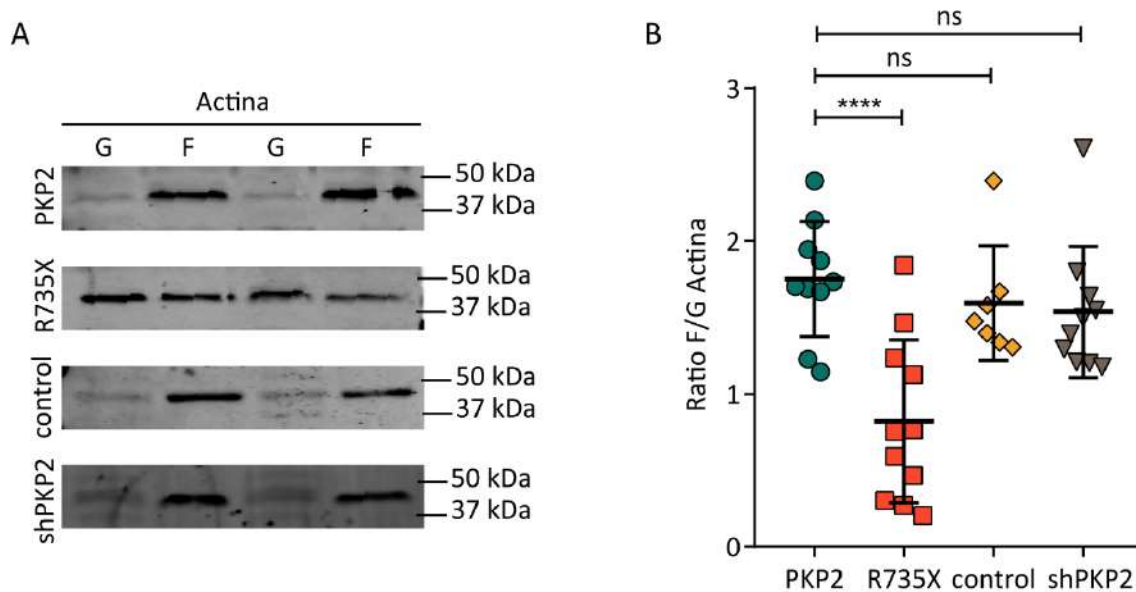 A
Actina
G F G F
PKP2
50 kDa
37 kDa
R735X
50 kDa
37 kDa
control
50 kDa
37 kDa
shPKP2
50 kDa
37 kDa
B
ns
ns
****
Ratio F/G Actina
3
2
1
0
PKP2 R735X control shPKP2